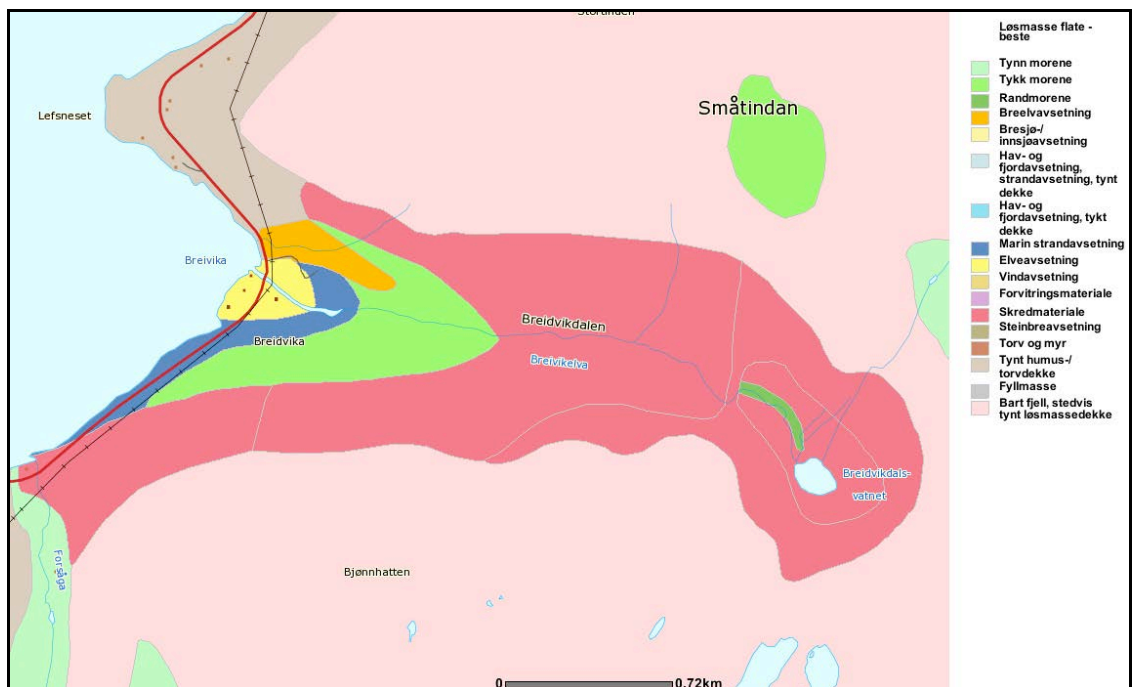 Stortinden
Småtindan
Lefsneset
Breivika
Breidvikdalen
Breidvika
Breivikelva
Breidvikdals-
vatnet
Bjønnhatten
Forsåga
0 0,72km
Løsmasse flate -
beste
Tynn morene
Tykk morene
Randmorene
Breelvavsetning
Bresjø-/
innsjøavsetning
Hav- og
fjordavsetning,
strandavsetning, tynt
dekke
Hav- og
fjordavsetning, tykt
dekke
Marin strandavsetning
Elveavsetning
Vindavsetning
Forvitringsmateriale
Skredmateriale
Steinbreavsetning
Torv og myr
Tynt humus-/
torvdekke
Fyllmasse
Bart fjell, stedvis
tynt løsmassedekke